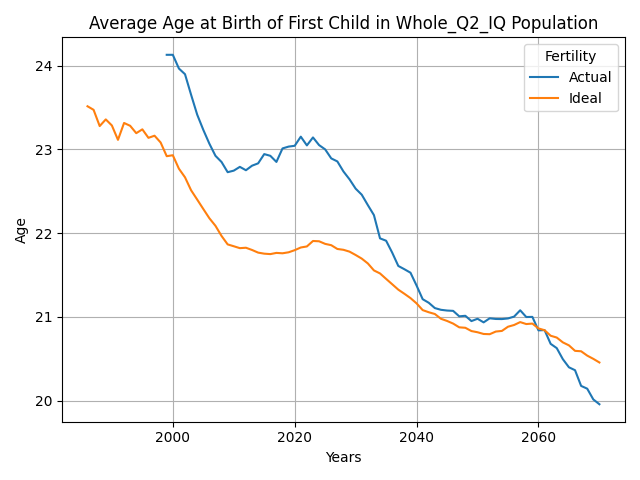 Average Age at Birth of First Child in Whole_Q2_IQ Population
Fertility
Actual
Ideal
24
23
22
21
20
Age
2000
2020
2040
2060
Years